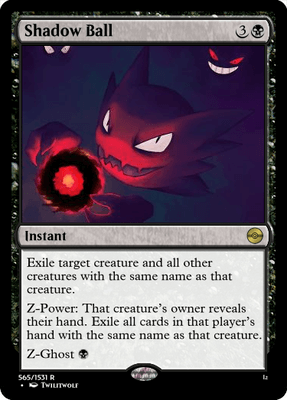 Shadow Ball 3
Instant
Exile target creature and all other
creatures with the same name as that
creature.
Z-Power: That creature's owner reveals
their hand. Exile all cards in that player's
hand with the same name as that creature.
Z-Ghost
565/1531 R
• Twilitwolf